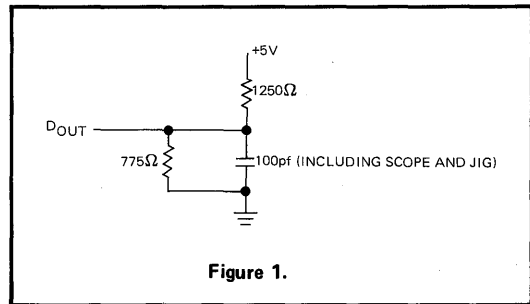 +5V
1250Ω
DOUT
775Ω
100pf (INCLUDING SCOPE AND JIG)
Figure 1.